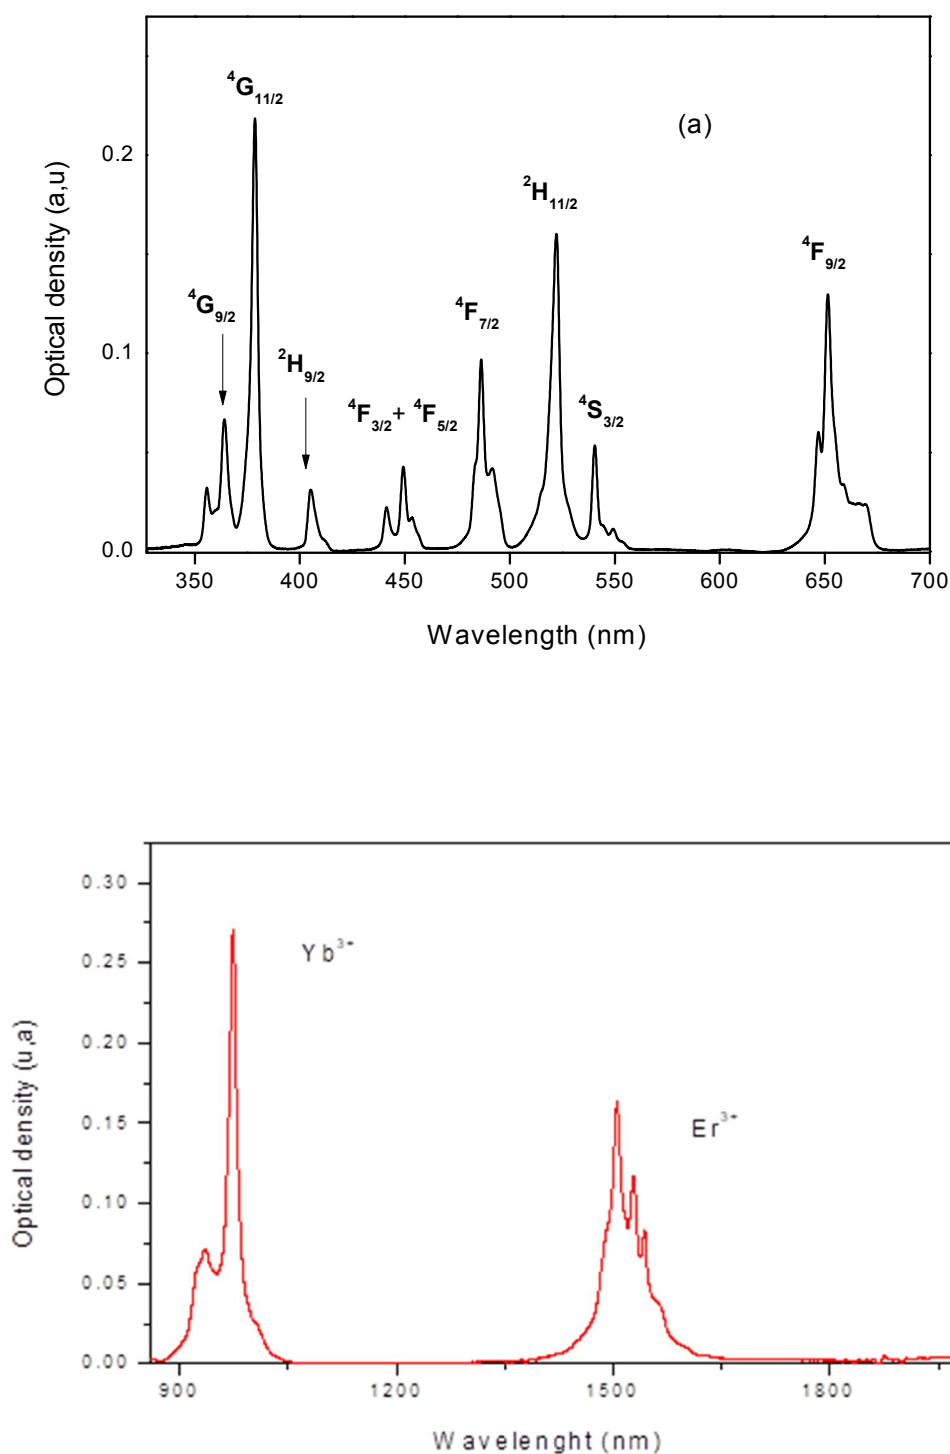 ⁴G₁₁/₂
(a)
0.2
²H₁₁/₂
⁴F₉/₂
⁴G₉/₂
⁴F₇/₂
Optical density (a,u)
0.1
²H₉/₂
⁴F₃/₂+ ⁴F₅/₂
⁴S₃/₂
0.0
350 400 450 500 550 600 650 700
Wavelength (nm)
0.30
Yb³⁺
0.25
0.20
Optical density (u,a)
0.15
Er³⁺
0.10
0.05
0.00
900 1200 1500 1800
Wavelenght (nm)